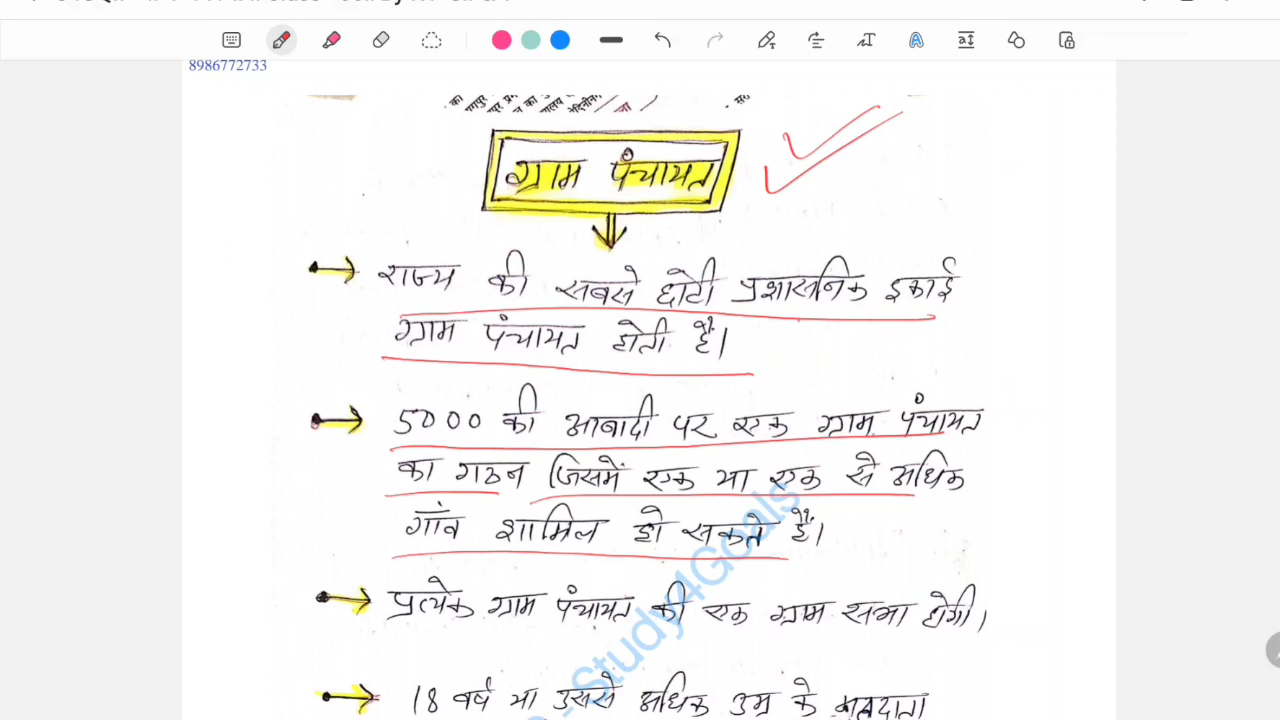 8986772733
ग्राम पंचायत
राज्य की सबसे छोटी प्रशासनिक इकाई
ग्राम पंचायत होती है।
5000 की आबादी पर एक ग्राम पंचायत
का गठन जिसमें एक या एक से अधिक
गाँव शामिल हो सकते हैं।
प्रत्येक ग्राम पंचायत की एक ग्राम सभा होगी।
18 वर्ष या उससे अधिक उम्र के मतदाता
- Study4Goals